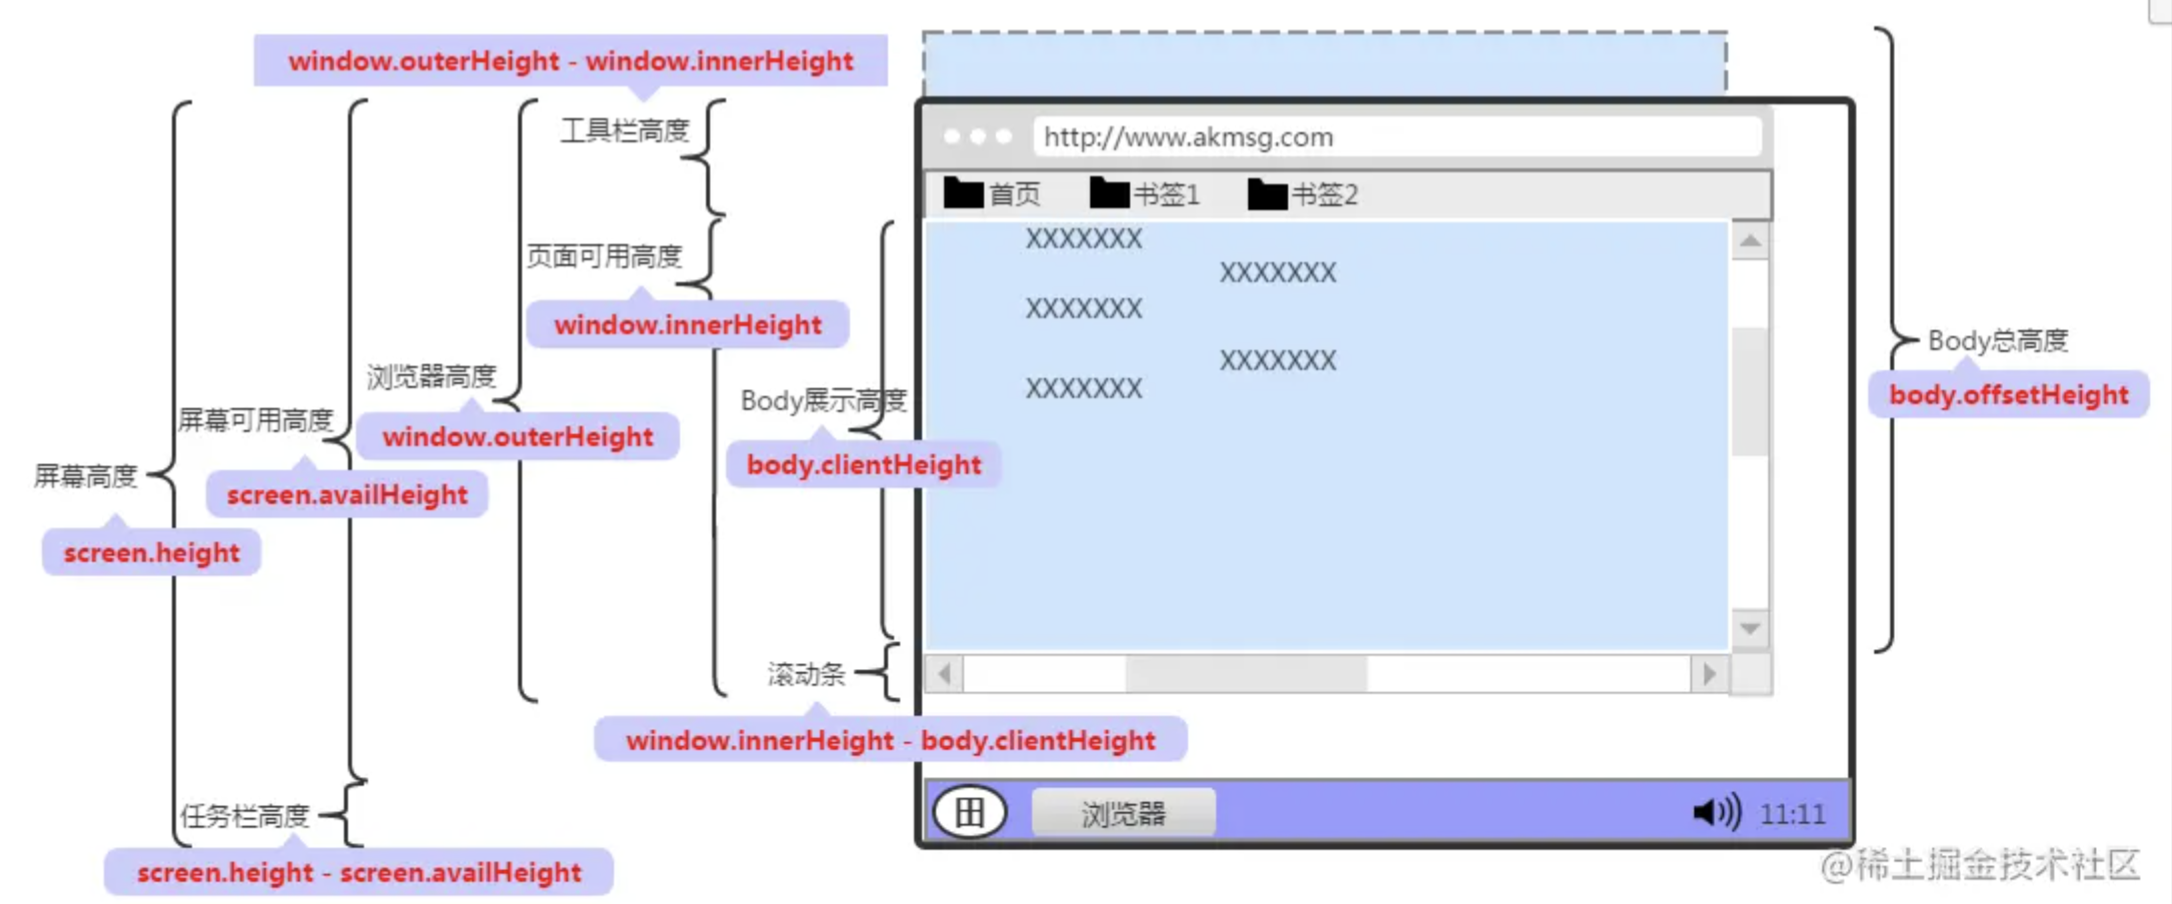 window.outerHeight - window.innerHeight
工具栏高度
http://www.akmsg.com
首页
书签1
书签2
XXXXXXX
页面可用高度
XXXXXXX
XXXXXXX
window.innerHeight
Body总高度
XXXXXXX
浏览器高度
XXXXXXX
body.offsetHeight
Body展示高度
屏幕可用高度
window.outerHeight
body.clientHeight
屏幕高度
screen.availHeight
screen.height
滚动条
window.innerHeight - body.clientHeight
任务栏高度
田
浏览器
11:11
screen.height - screen.availHeight
@稀土掘金技术社区